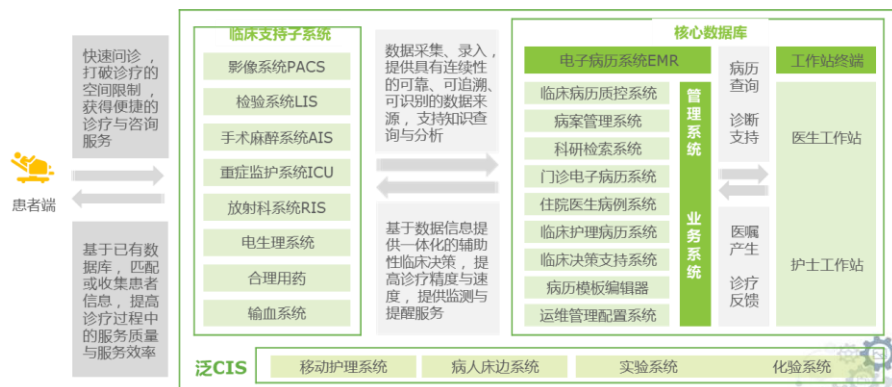 快速问诊，
打破诊疗的
空间限制，
获得便捷的
诊疗与咨询
服务
患者端
基于已有数
据库，匹配
或收集患者
信息，提高
诊疗过程中
的服务质量
与服务效率
临床支持子系统
影像系统PACS
检验系统LIS
手术麻醉系统AIS
重症监护系统ICU
放射科系统RIS
电生理系统
合理用药
输血系统
数据采集、录入，
提供具有连续性
的可靠、可追溯、
可识别的数据来
源，支持知识查
询与分析
基于数据信息提
供一体化的辅助
性临床决策，提
高诊疗精度与速
度，提供监测与
提醒服务
核心数据库
电子病历系统EMR
临床病历质控系统
病案管理系统
科研检索系统
门诊电子病历系统
住院医生病例系统
临床护理病历系统
临床决策支持系统
病历模板编辑器
运维管理配置系统
管理系统
业务系统
病历
查询
诊断
支持
医嘱
产生
诊疗
反馈
工作站终端
医生工作站
护士工作站
泛CIS
移动护理系统
病人床边系统
实验系统
化验系统